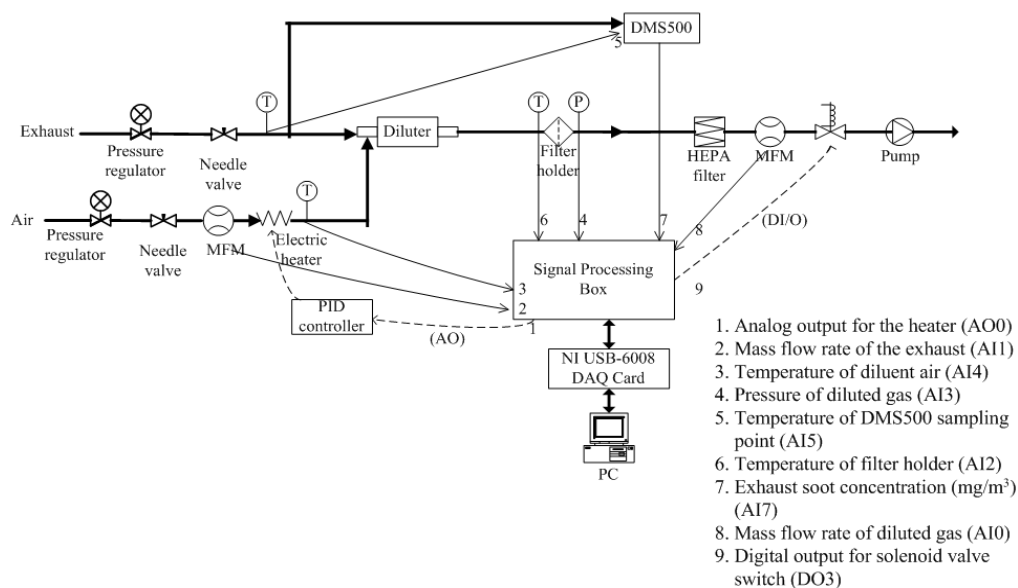 DMS500
5
T
T
P
Exhaust
Diluter
Pressure
regulator
Needle
valve
Filter
holder
HEPA
filter
MFM
Pump
T
Air
Pressure
regulator
Needle
valve
MFM
Electric
heater
6
4
7
8
(DI/O)
Signal Processing
Box
3
2
9
PID
controller
(AO)
1
NI USB-6008
DAQ Card
PC
1. Analog output for the heater (AO0)
2. Mass flow rate of the exhaust (AI1)
3. Temperature of diluent air (AI4)
4. Pressure of diluted gas (AI3)
5. Temperature of DMS500 sampling
point (AI5)
6. Temperature of filter holder (AI2)
7. Exhaust soot concentration (mg/m³)
(AI7)
8. Mass flow rate of diluted gas (AI0)
9. Digital output for solenoid valve
switch (DO3)